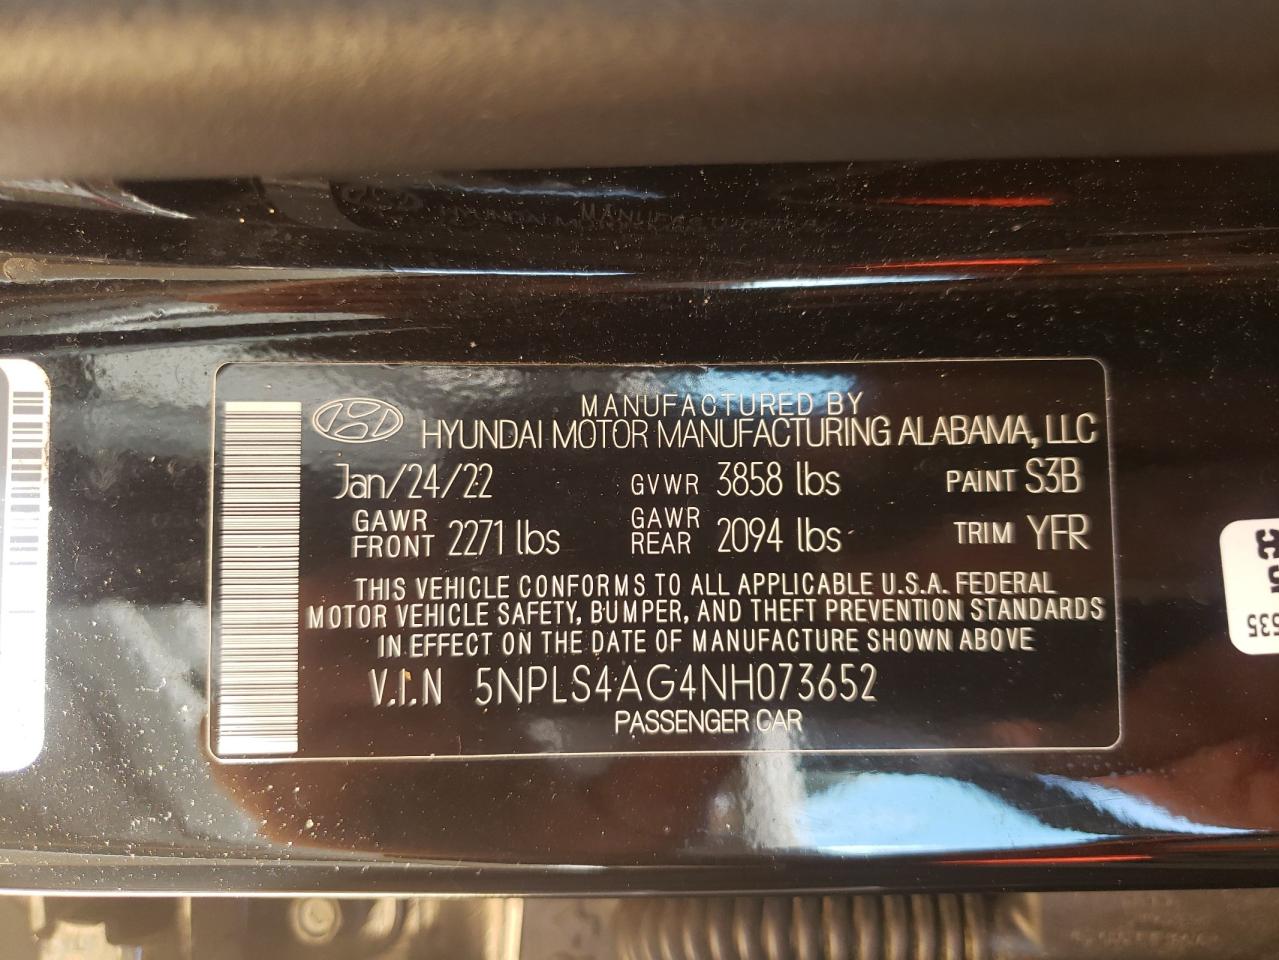 MANUFACTURED BY
HYUNDAI MOTOR MANUFACTURING ALABAMA, LLC
Jan/24/22 GVWR 3858 lbs PAINT S3B
GAWR FRONT 2271 lbs GAWR REAR 2094 lbs TRIM YFR
THIS VEHICLE CONFORMS TO ALL APPLICABLE U.S.A. FEDERAL
MOTOR VEHICLE SAFETY, BUMPER, AND THEFT PREVENTION STANDARDS
IN EFFECT ON THE DATE OF MANUFACTURE SHOWN ABOVE
V.I.N 5NPLS4AG4NH073652
PASSENGER CAR